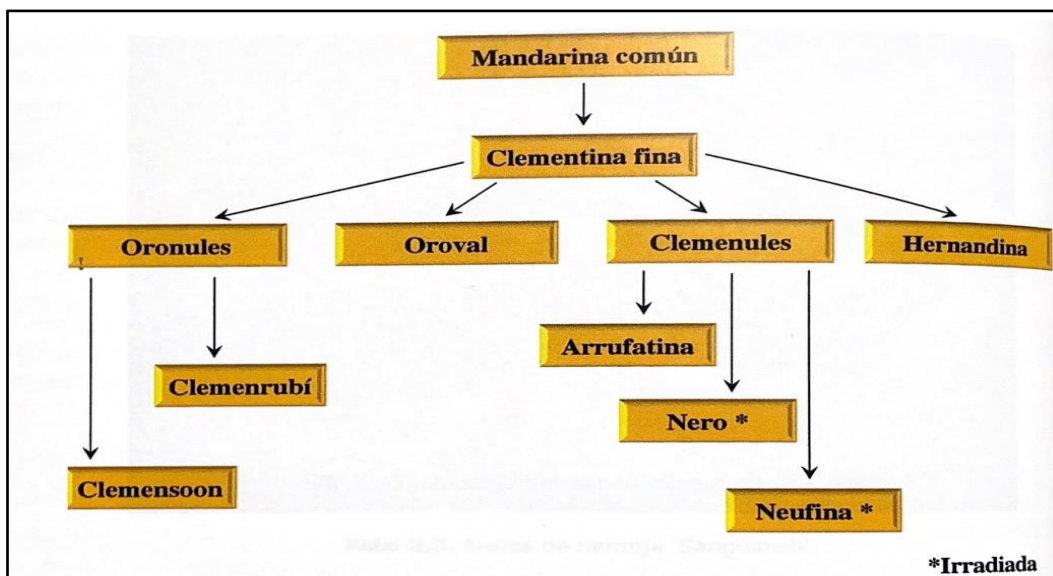 Mandarina común
Clementina fina
Oronules
Oroval
Clemenules
Hernandina
Arrufatina
Clemenrubí
Nero *
Clemensoon
Neufina *
*Irradiada